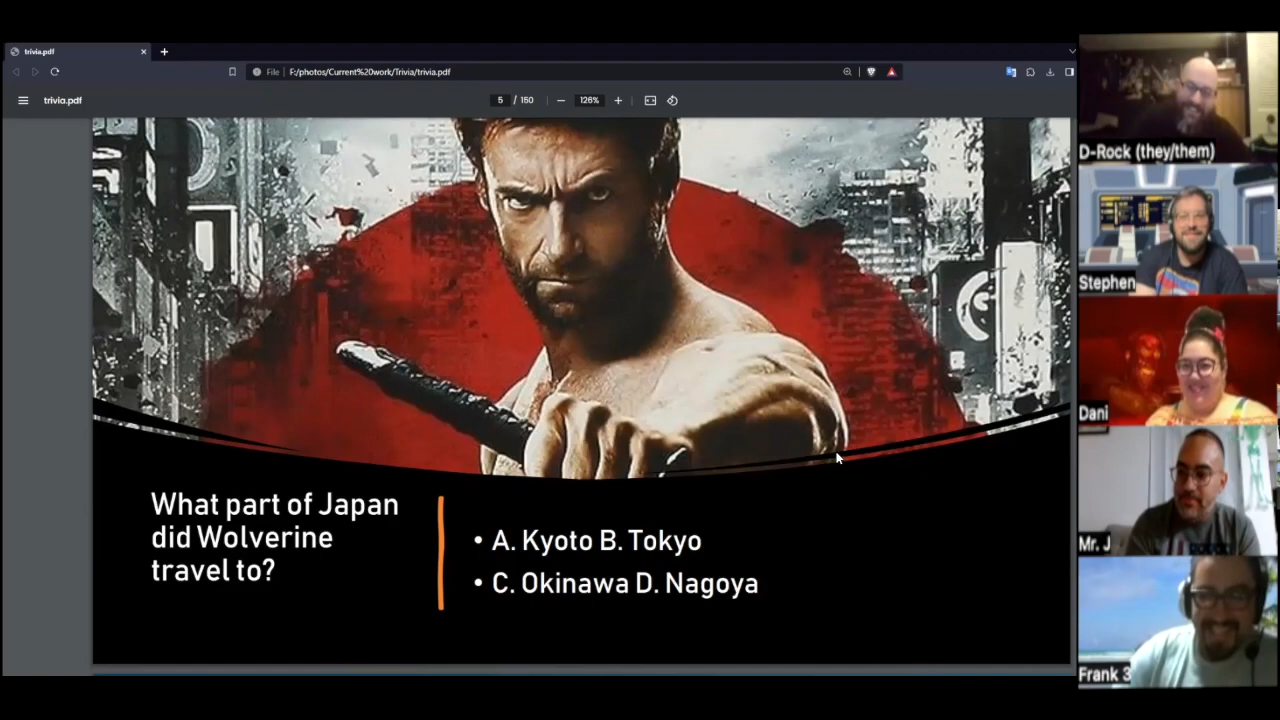 trivia.pdf
File F:/photos/Current%20work/Trivia/trivia.pdf
trivia.pdf
5 / 150
126%
What part of Japan
did Wolverine
travel to?
• A. Kyoto B. Tokyo
• C. Okinawa D. Nagoya
D-Rock (they/them)
Stephen
Dani
Mr. J
Frank 3